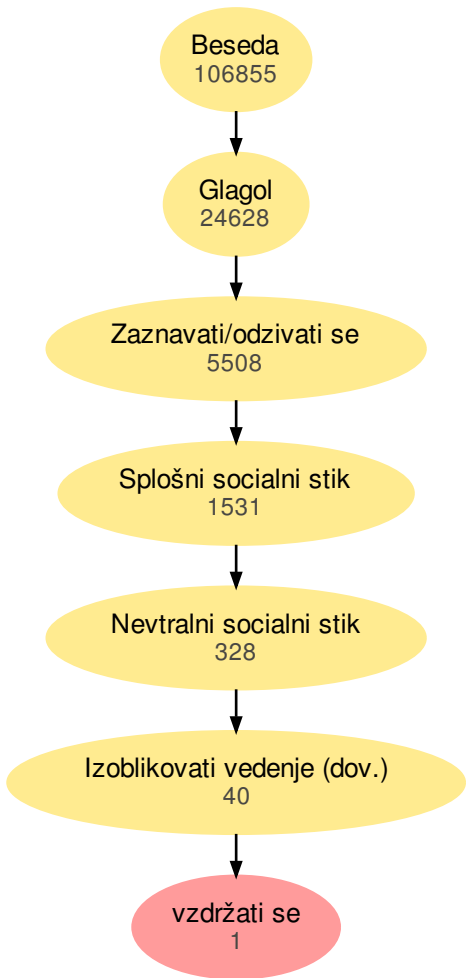 Beseda
106855
Glagol
24628
Zaznavati/odzivati se
5508
Splošni socialni stik
1531
Nevtralni socialni stik
328
Izoblikovati vedenje (dov.)
40
vzdržati se
1